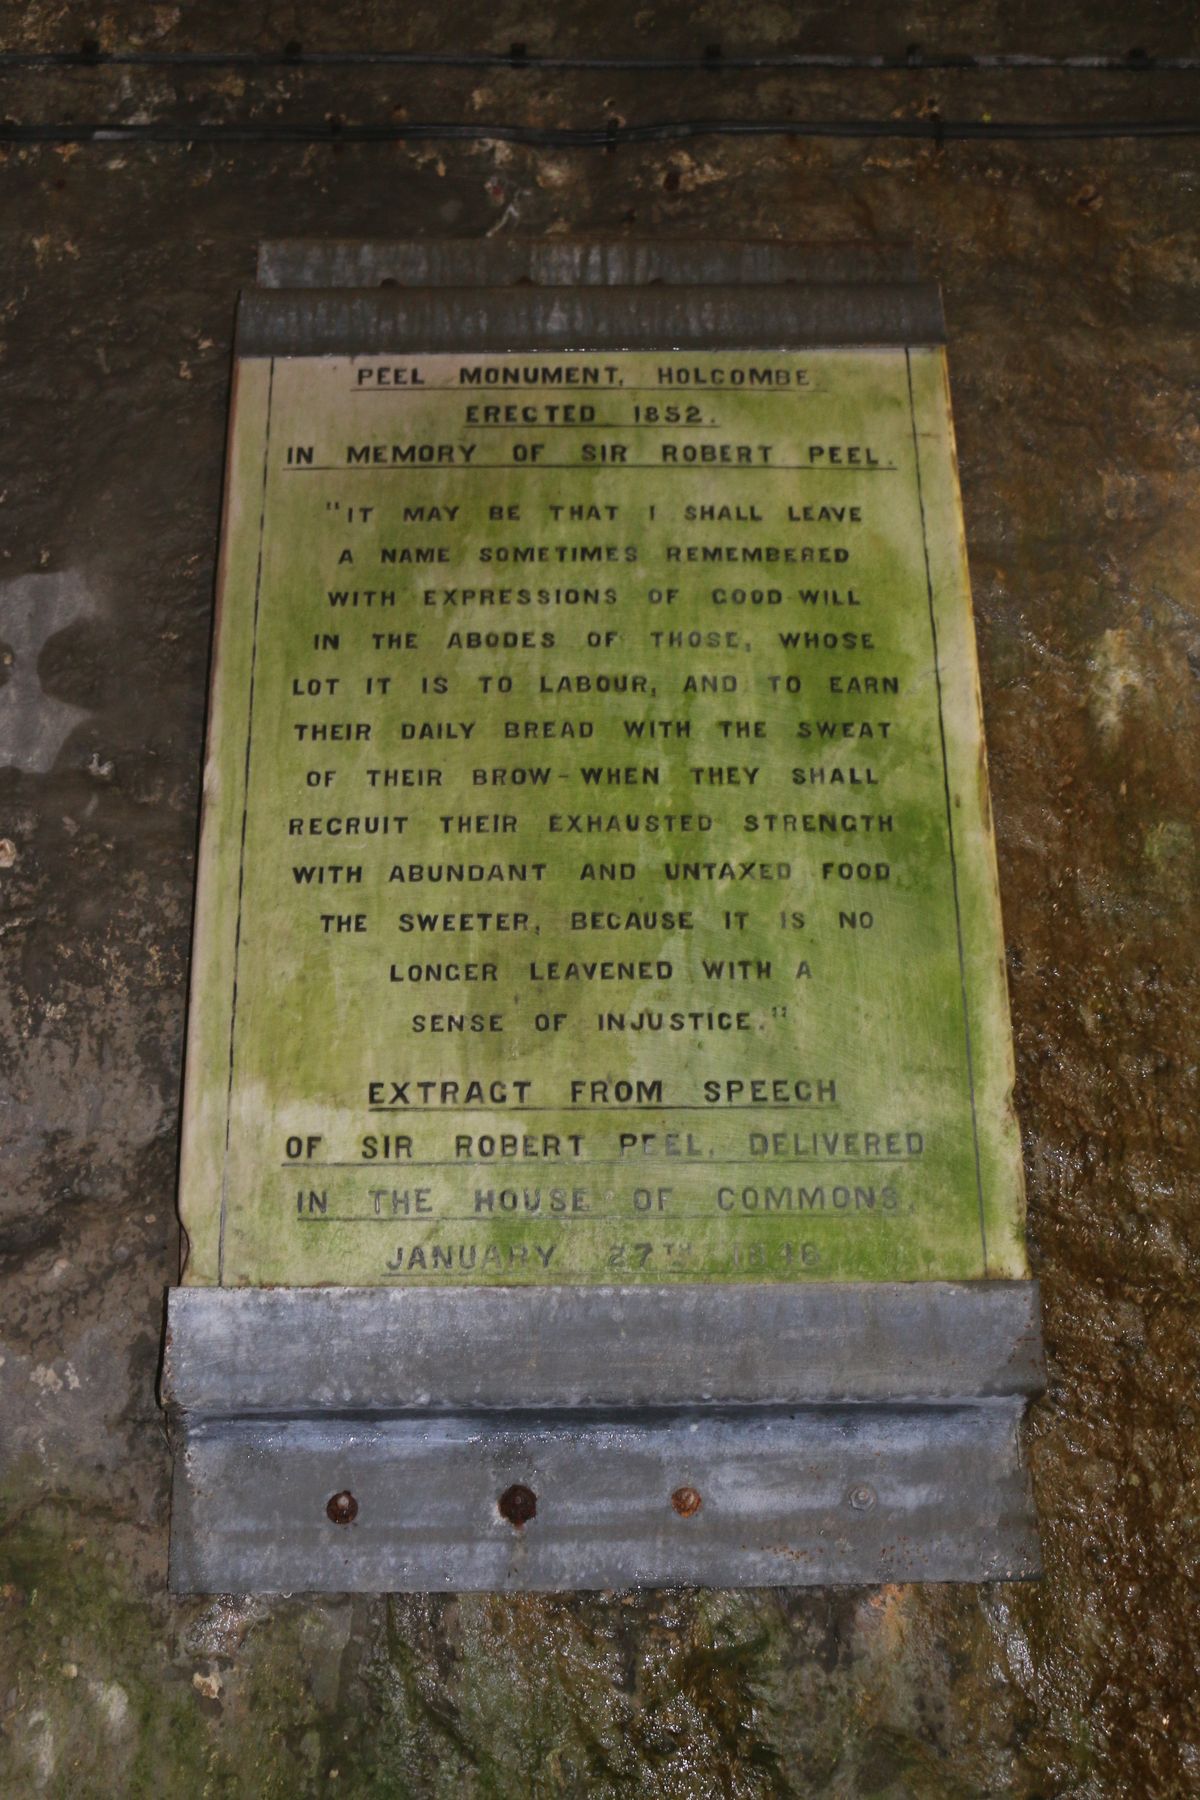 PEEL MONUMENT, HOLCOMBE
ERECTED 1852.
IN MEMORY OF SIR ROBERT PEEL.
"IT MAY BE THAT I SHALL LEAVE
A NAME SOMETIMES REMEMBERED
WITH EXPRESSIONS OF GOOD-WILL
IN THE ABODES OF THOSE, WHOSE
LOT IT IS TO LABOUR, AND TO EARN
THEIR DAILY BREAD WITH THE SWEAT
OF THEIR BROW-WHEN THEY SHALL
RECRUIT THEIR EXHAUSTED STRENGTH
WITH ABUNDANT AND UNTAXED FOOD,
THE SWEETER, BECAUSE IT IS NO
LONGER LEAVENED WITH A
SENSE OF INJUSTICE."
EXTRACT FROM SPEECH
OF SIR ROBERT PEEL, DELIVERED
IN THE HOUSE OF COMMONS,
JANUARY 27TH 1846